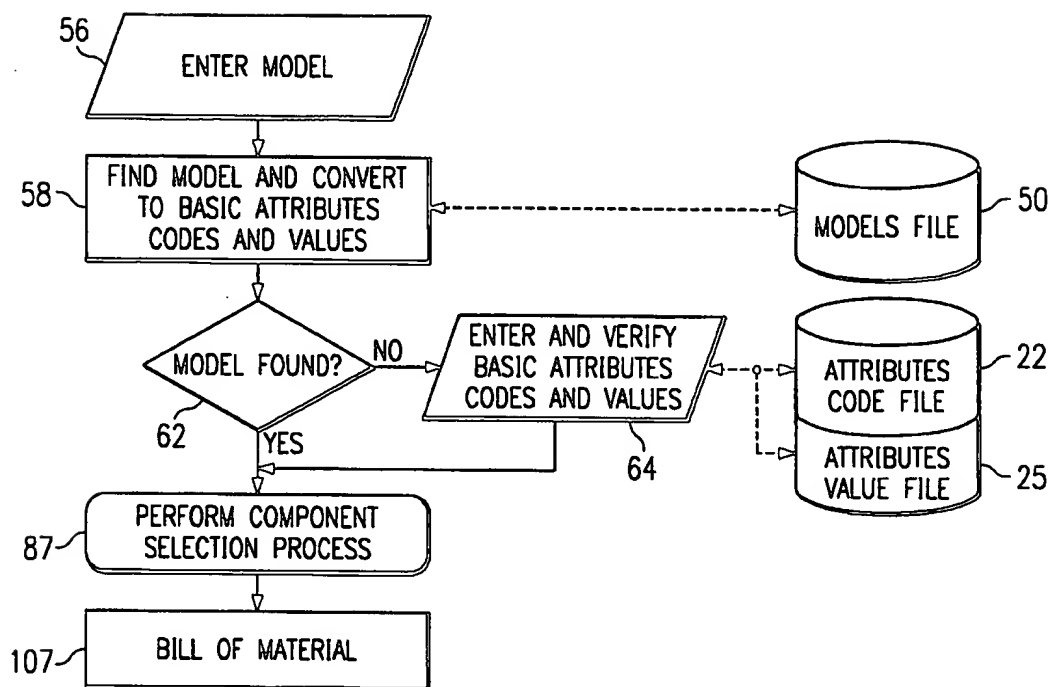 56
ENTER MODEL
58
FIND MODEL AND CONVERT
TO BASIC ATTRIBUTES
CODES AND VALUES
MODELS FILE
50
MODEL FOUND?
NO
62
YES
ENTER AND VERIFY
BASIC ATTRIBUTES
CODES AND VALUES
64
ATTRIBUTES
CODE FILE
22
ATTRIBUTES
VALUE FILE
25
87
PERFORM COMPONENT
SELECTION PROCESS
107
BILL OF MATERIAL